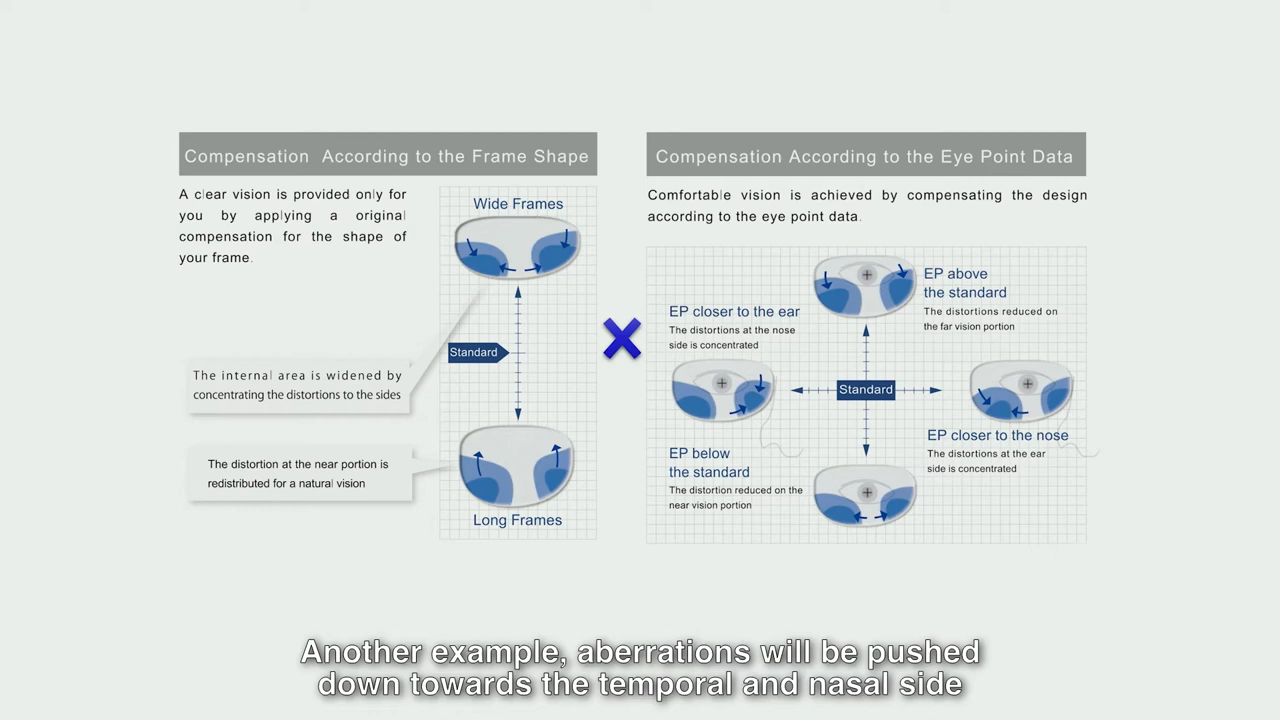 Compensation According to the Frame Shape
A clear vision is provided only for
you by applying a original
compensation for the shape of
your frame.
Wide Frames
Standard
The internal area is widened by
concentrating the distortions to the sides
The distortion at the near portion is
redistributed for a natural vision
Long Frames
Compensation According to the Eye Point Data
Comfortable vision is achieved by compensating the design
according to the eye point data.
EP above
the standard
The distortions reduced on
the far vision portion
EP closer to the ear
The distortions at the nose
side is concentrated
Standard
EP closer to the nose
The distortions at the ear
side is concentrated
EP below
the standard
The distortion reduced on the
near vision portion
Another example, aberrations will be pushed
down towards the temporal and nasal side